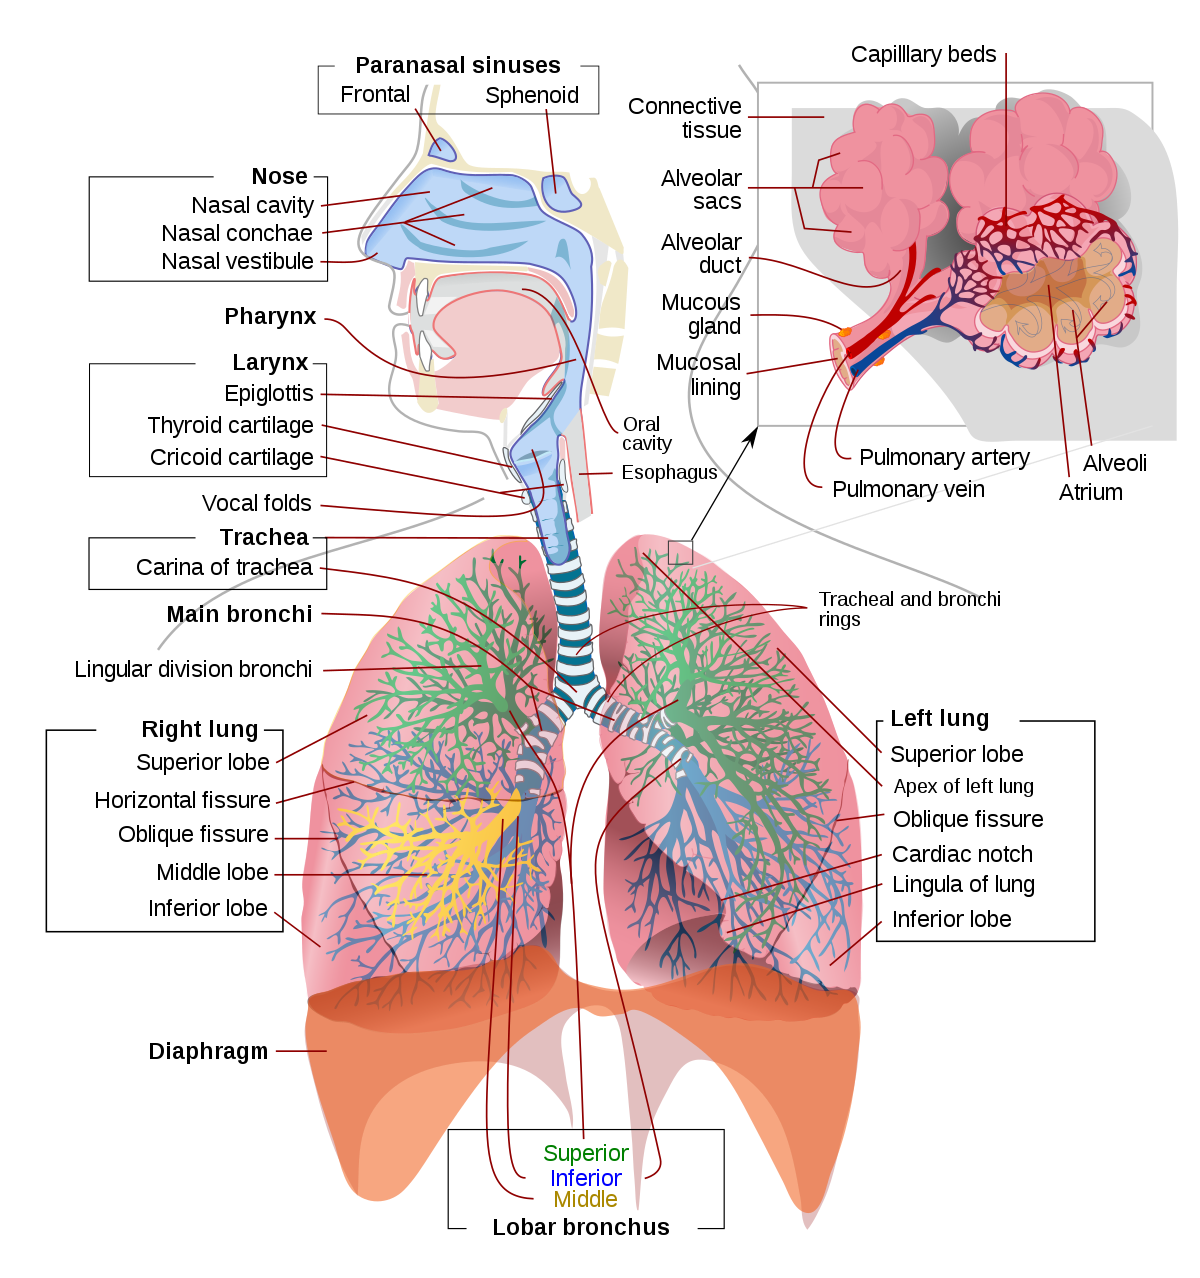 Paranasal sinuses
Frontal
Sphenoid
Nose
Nasal cavity
Nasal conchae
Nasal vestibule
Pharynx
Larynx
Epiglottis
Thyroid cartilage
Cricoid cartilage
Vocal folds
Trachea
Carina of trachea
Main bronchi
Lingular division bronchi
Right lung
Superior lobe
Horizontal fissure
Oblique fissure
Middle lobe
Inferior lobe
Diaphragm
Capilllary beds
Connective
tissue
Alveolar
sacs
Alveolar
duct
Mucous
gland
Mucosal
lining
Pulmonary artery
Pulmonary vein
Alveoli
Atrium
Oral
cavity
Esophagus
Tracheal and bronchi
rings
Left lung
Superior lobe
Apex of left lung
Oblique fissure
Cardiac notch
Lingula of lung
Inferior lobe
Superior
Inferior
Middle
Lobar bronchus